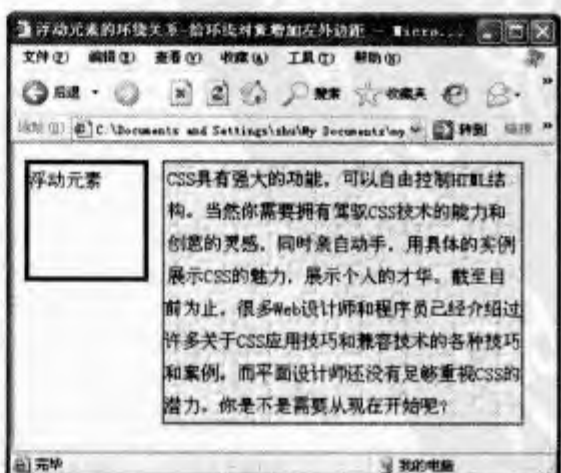 浮动元素的环绕关系-给环绕对象增加左外边距 - Micro...
文件(F) 编辑(E) 查看(V) 收藏(A) 工具(T) 帮助(H)
后退 搜索 收藏夹
地址(D) C:\Documents and Settings\zhu\My Documents\my 转到 链接
浮动元素
CSS具有强大的功能，可以自由控制HTML结
构。当然你需要拥有驾驭CSS技术的能力和
创意的灵感，同时亲自动手，用具体的实例
展示CSS的魅力，展示个人的才华。截至目
前为止，很多Web设计师和程序员已经介绍过
许多关于CSS应用技巧和兼容技术的各种技巧
和案例，而平面设计师还没有足够重视CSS的
潜力，你是不是需要从现在开始呢？
完毕 我的电脑